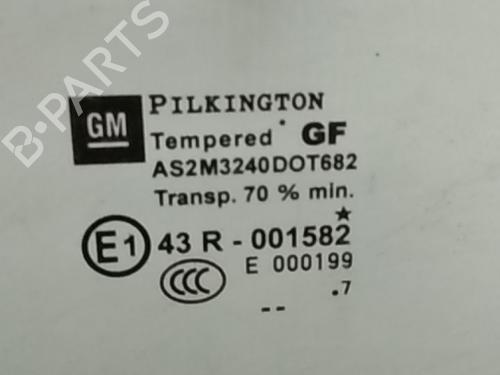 B-PARTS
GM
PILKINGTON
Tempered GF
AS2M3240DOT682
Transp. 70 % min.
E1 43 R - 001582
E 000199
CCC
.7
--